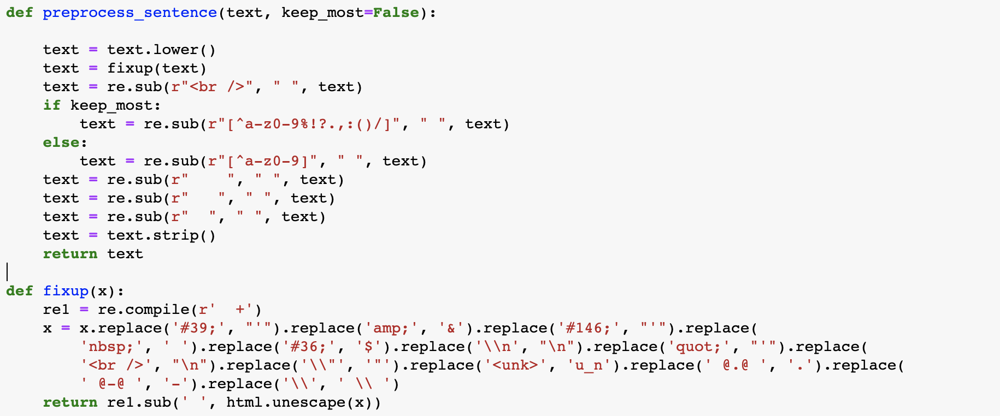 def preprocess_sentence(text, keep_most=False):

    text = text.lower()
    text = fixup(text)
    text = re.sub(r"<br />", " ", text)
    if keep_most:
        text = re.sub(r"[^a-z0-9%!?.,:()/]", " ", text)
    else:
        text = re.sub(r"[^a-z0-9]", " ", text)
    text = re.sub(r"    ", " ", text)
    text = re.sub(r"   ", " ", text)
    text = re.sub(r"  ", " ", text)
    text = text.strip()
    return text

def fixup(x):
    re1 = re.compile(r'  +')
    x = x.replace('#39;', "'").replace('amp;', '&').replace('#146;', "'").replace(
        'nbsp;', ' ').replace('#36;', '$').replace('\\n', "\n").replace('quot;', "'").replace(
        '<br />', "\n").replace('\\"', '"').replace('<unk>', 'u_n').replace(' @.@ ', '.').replace(
        ' @-@ ', '-').replace('\\', ' \\ ')
    return re1.sub(' ', html.unescape(x))